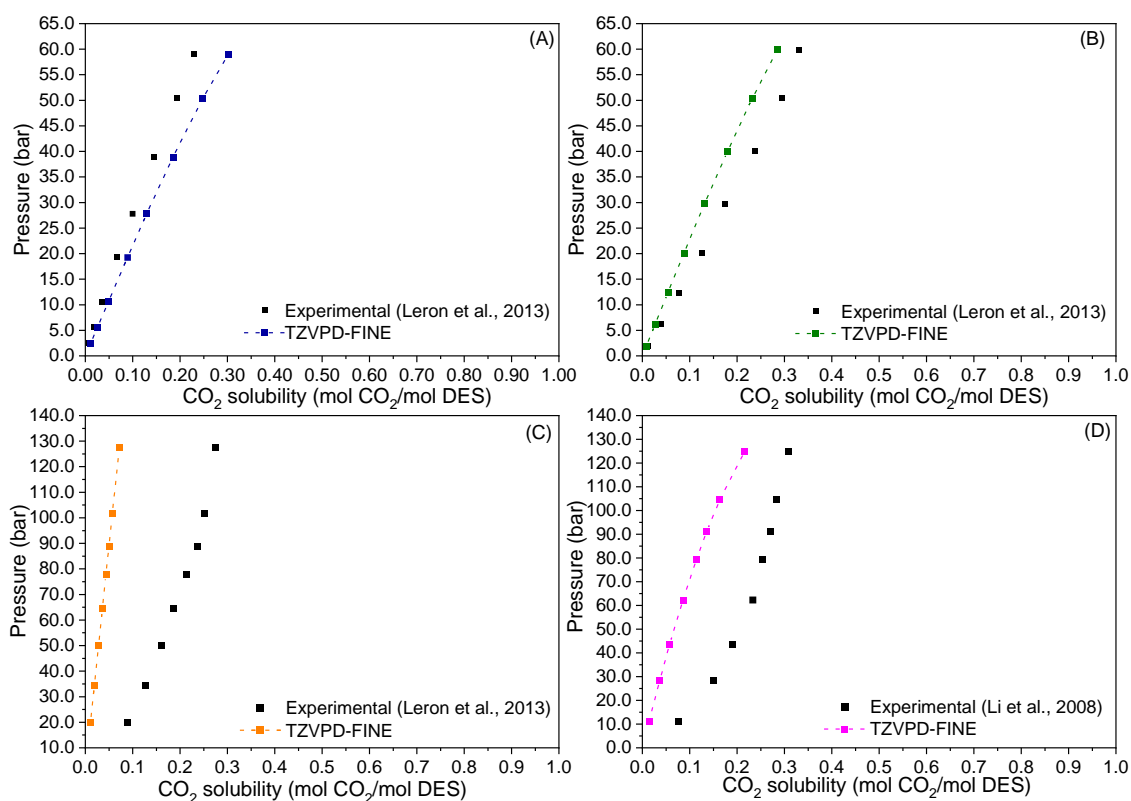 65.0
60.0
55.0
50.0
45.0
40.0
35.0
30.0
25.0
20.0
15.0
10.0
5.0
0.0
Pressure (bar)
(A)
Experimental (Leron et al., 2013)
TZVPD-FINE
0.0 0.10 0.20 0.30 0.40 0.50 0.60 0.70 0.80 0.90 1.0
CO2 solubility (mol CO2/mol DES)
65.0
60.0
55.0
50.0
45.0
40.0
35.0
30.0
25.0
20.0
15.0
10.0
5.0
0.0
Pressure (bar)
(B)
Experimental (Leron et al., 2013)
TZVPD-FINE
0.0 0.1 0.2 0.3 0.4 0.5 0.6 0.7 0.8 0.9 1.0
CO2 solubility (mol CO2/mol DES)
140.0
130.0
120.0
110.0
100.0
90.0
80.0
70.0
60.0
50.0
40.0
30.0
20.0
10.0
Pressure (bar)
(C)
Experimental (Leron et al., 2013)
TZVPD-FINE
0.0 0.1 0.2 0.3 0.4 0.5 0.6 0.7 0.8 0.9 1.0
CO2 solubility (mol CO2/mol DES)
140.0
130.0
120.0
110.0
100.0
90.0
80.0
70.0
60.0
50.0
40.0
30.0
20.0
10.0
0.0
Pressure (bar)
(D)
Experimental (Li et al., 2008)
TZVPD-FINE
0.0 0.1 0.2 0.3 0.4 0.5 0.6 0.7 0.8 0.9 1.0
CO2 solubility (mol CO2/mol DES)